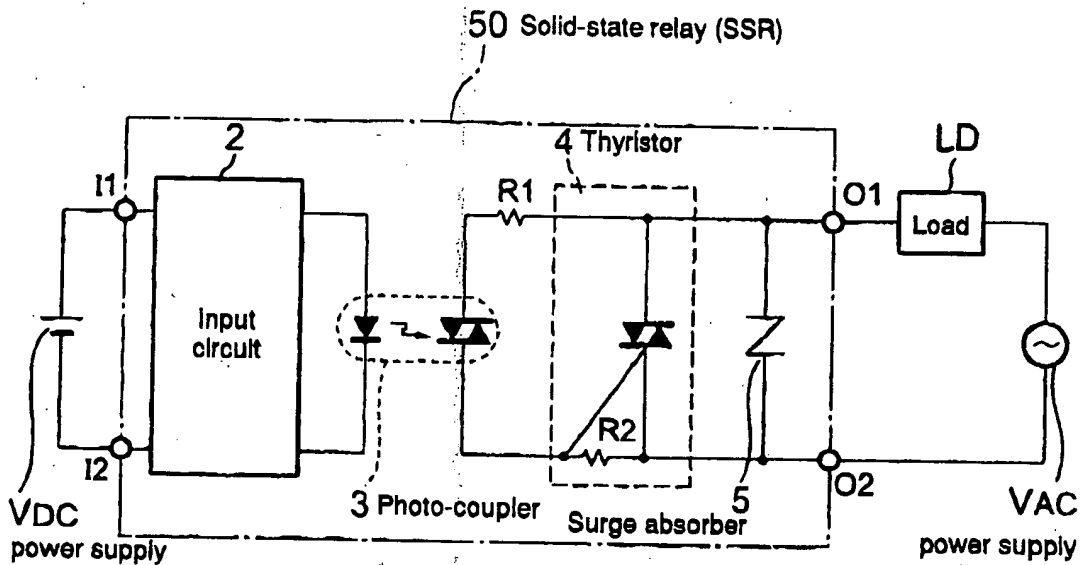 50 Solid-state relay (SSR)
2
4 Thyristor
LD
I1
R1
O1
Load
Input
circuit
R2
I2
O2
VDC
power supply
3 Photo-coupler
Surge absorber
5
VAC
power supply